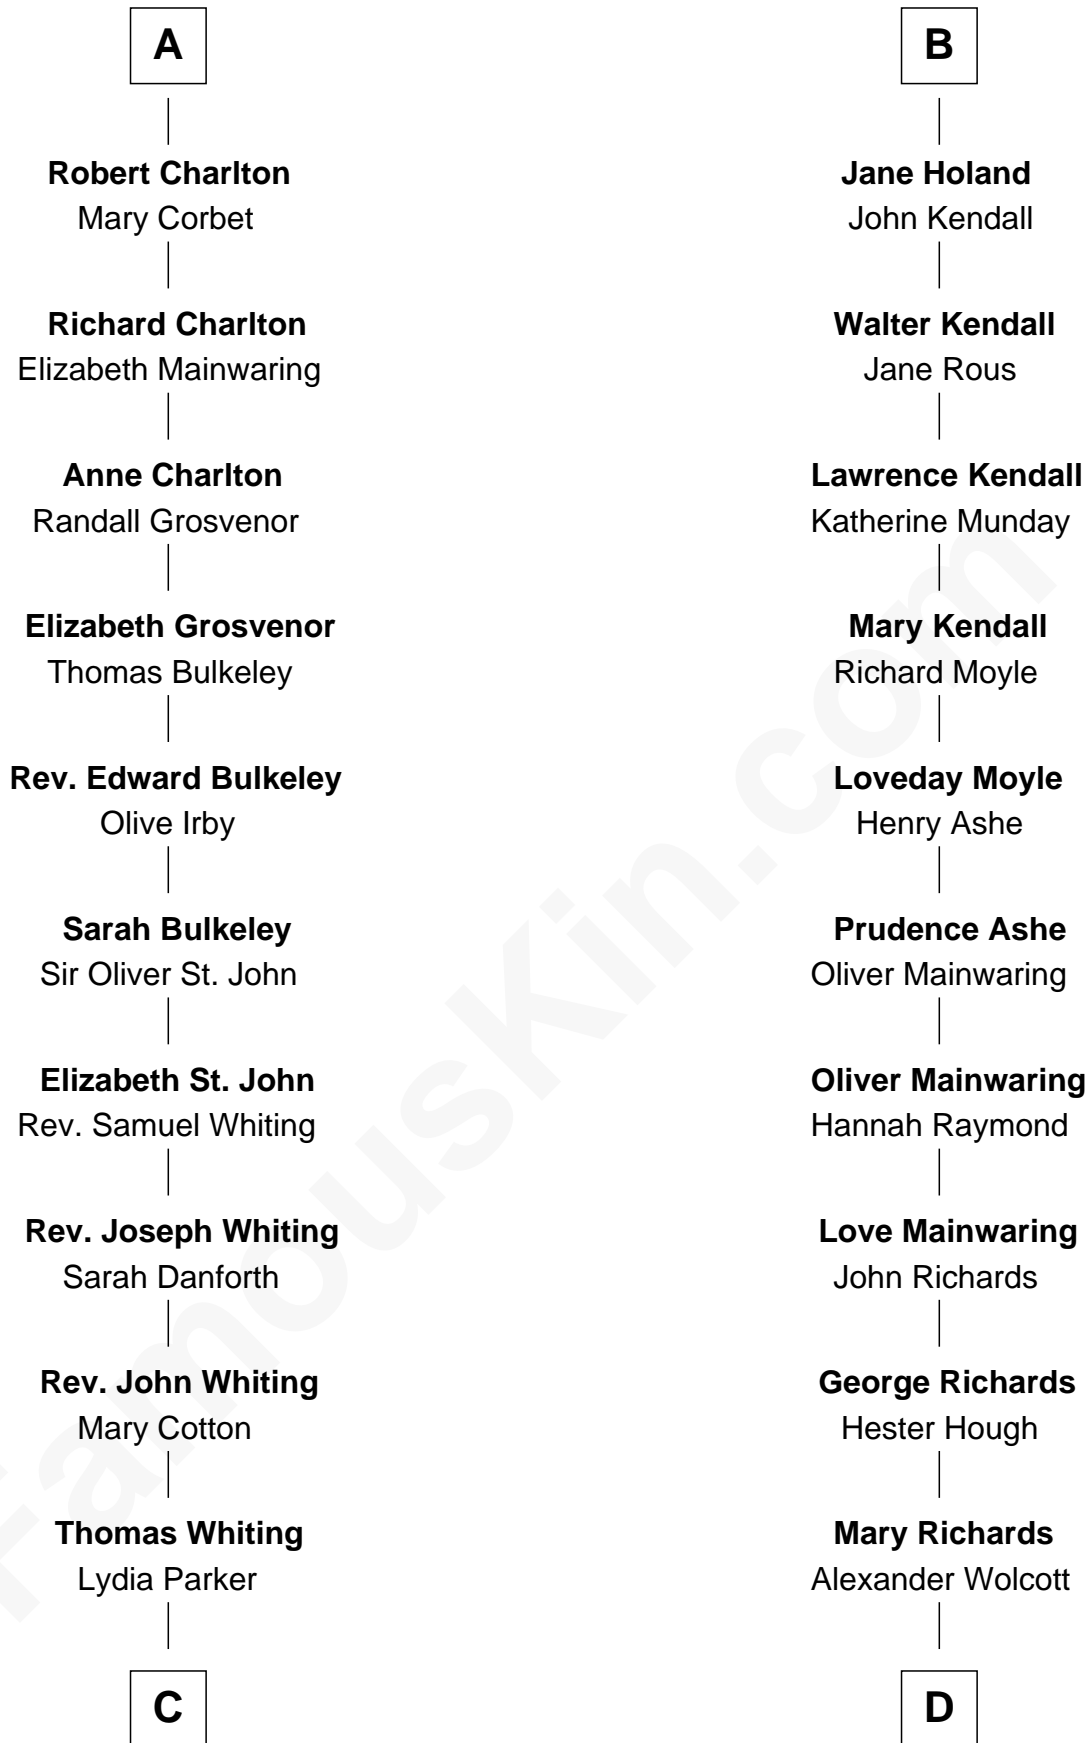 A
Robert Charlton
Mary Corbet
Richard Charlton
Elizabeth Mainwaring
Anne Charlton
Randall Grosvenor
Elizabeth Grosvenor
Thomas Bulkeley
Rev. Edward Bulkeley
Olive Irby
Sarah Bulkeley
Sir Oliver St. John
Elizabeth St. John
Rev. Samuel Whiting
Rev. Joseph Whiting
Sarah Danforth
Rev. John Whiting
Mary Cotton
Thomas Whiting
Lydia Parker
C
B
Jane Holand
John Kendall
Walter Kendall
Jane Rous
Lawrence Kendall
Katherine Munday
Mary Kendall
Richard Moyle
Loveday Moyle
Henry Ashe
Prudence Ashe
Oliver Mainwaring
Oliver Mainwaring
Hannah Raymond
Love Mainwaring
John Richards
George Richards
Hester Hough
Mary Richards
Alexander Wolcott
D
FamousKin.com